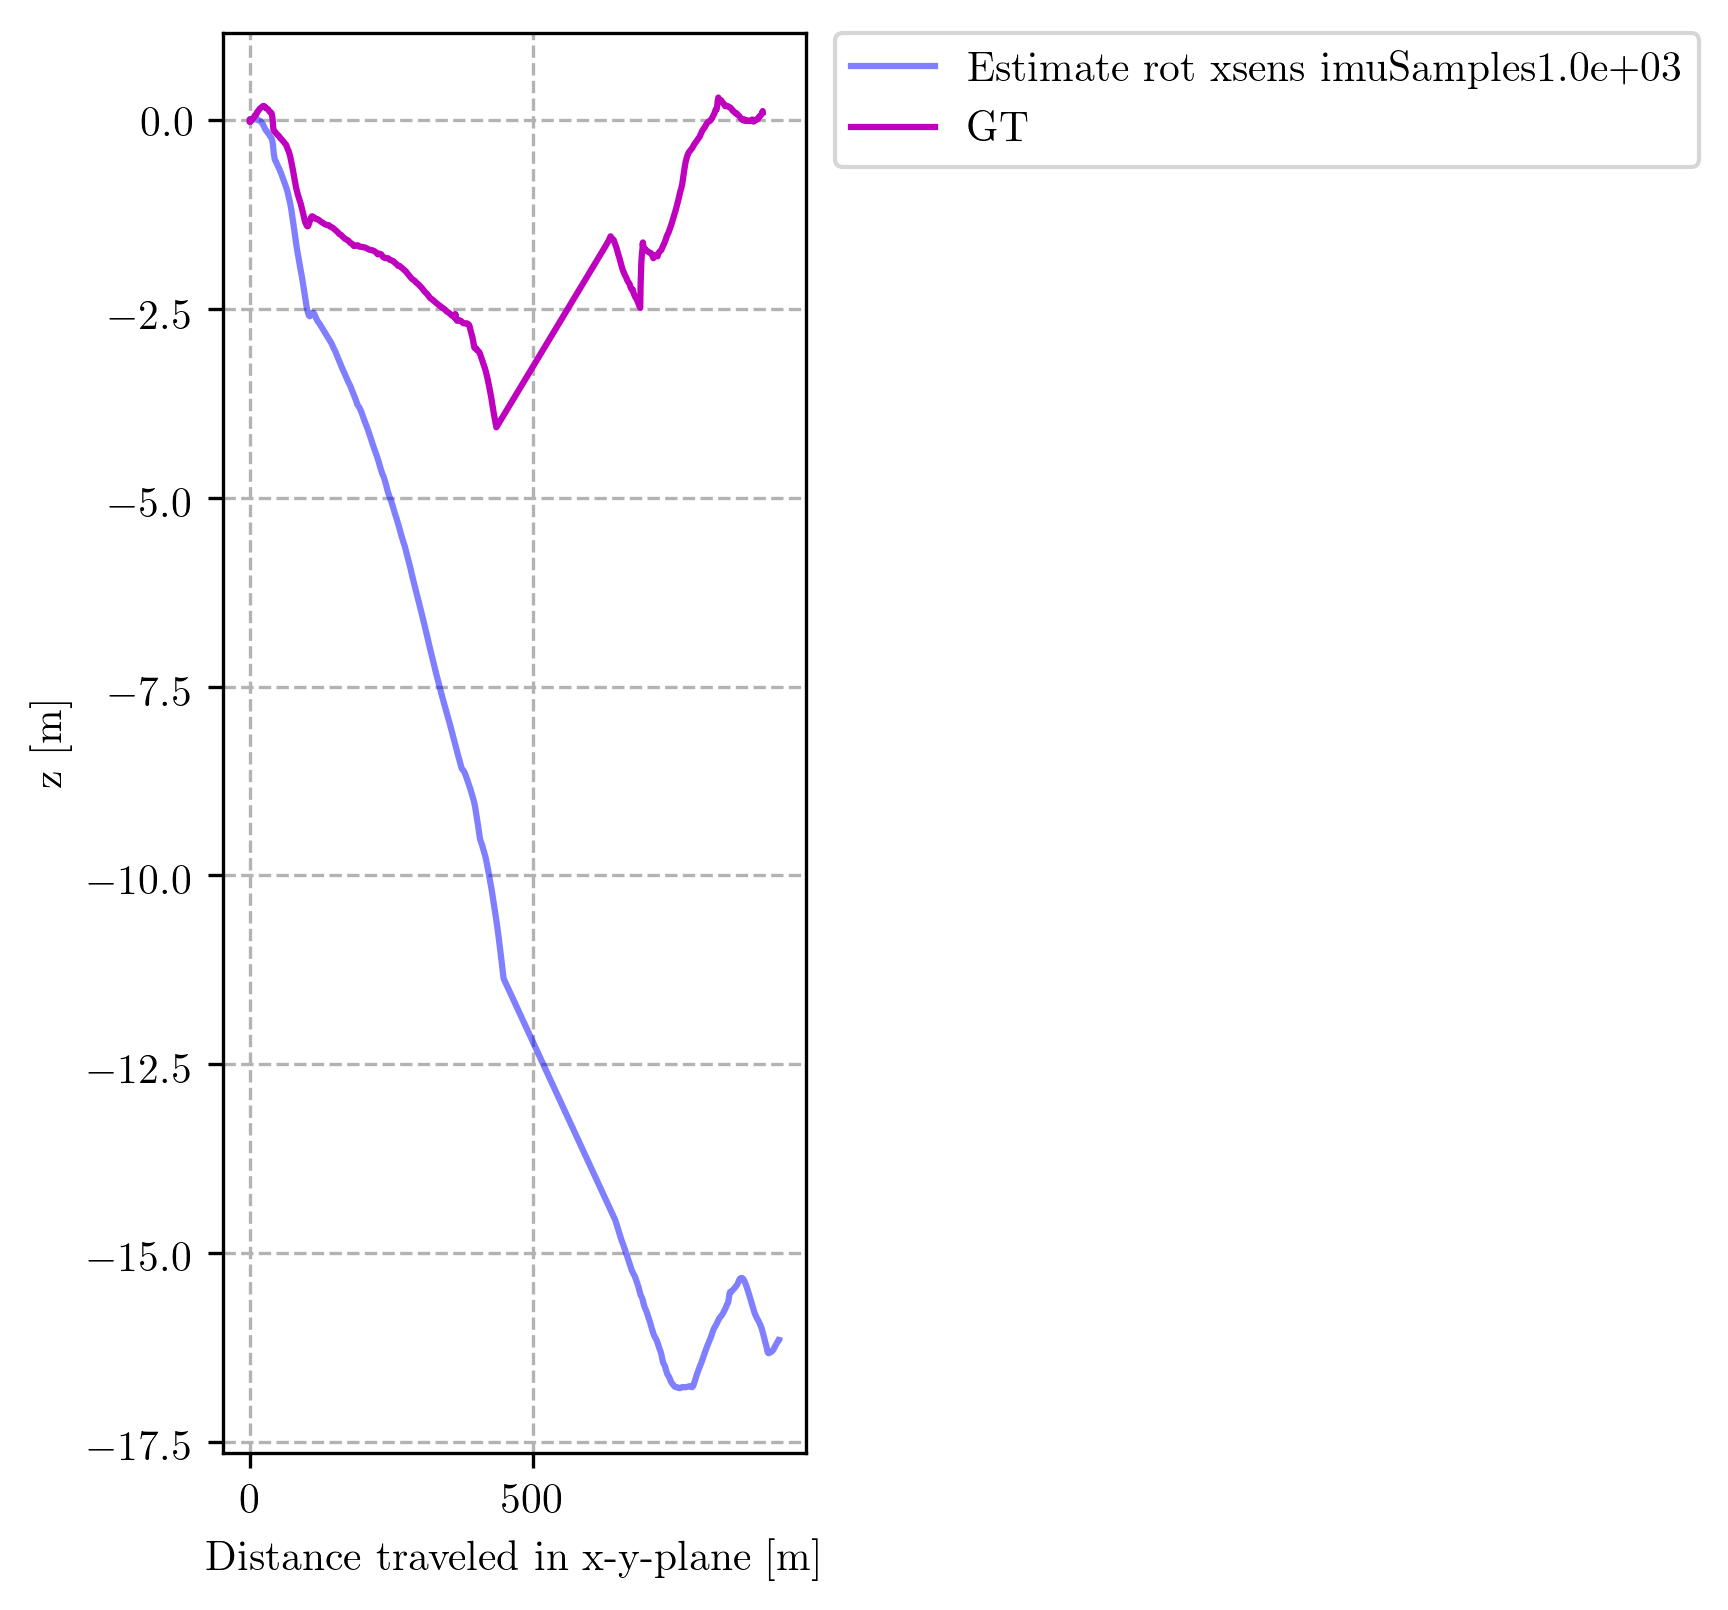 Estimate rot xsens imuSamples1.0e+03
GT
0.0
−2.5
−5.0
−7.5
−10.0
−12.5
−15.0
−17.5
z [m]
0
500
Distance traveled in x-y-plane [m]